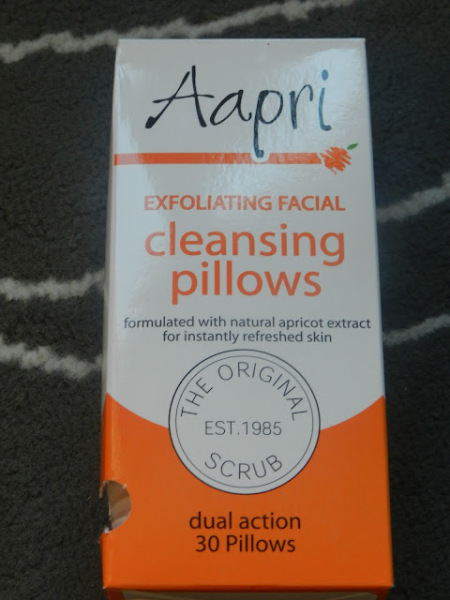 Aapri
EXFOLIATING FACIAL
cleansing
pillows
formulated with natural apricot extract
for instantly refreshed skin
THE ORIGINAL
EST.1985
SCRUB
dual action
30 Pillows